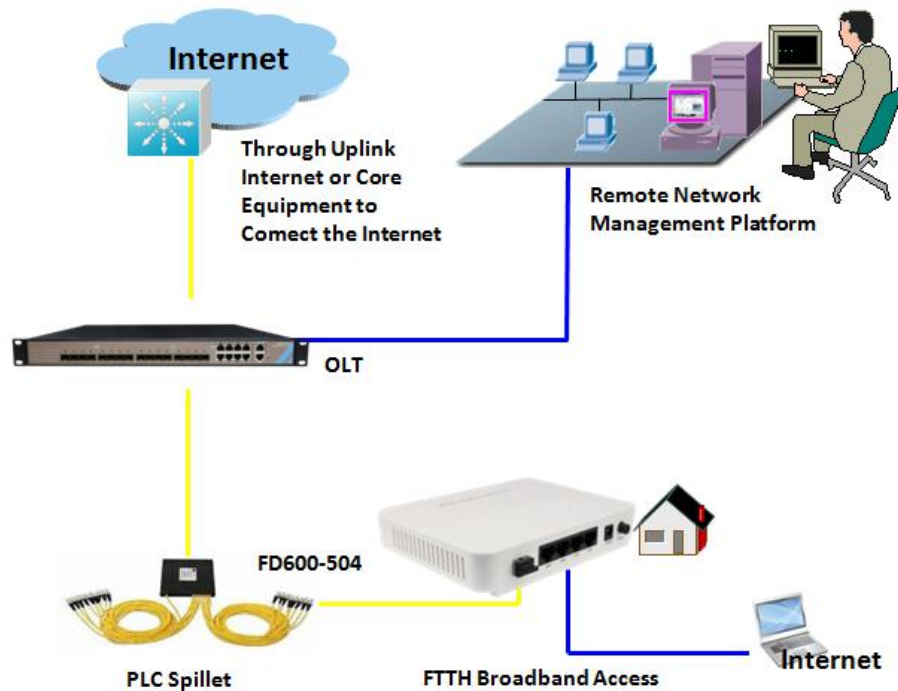 Internet
Through Uplink
Internet or Core
Equipment to
Comect the Internet
Remote Network
Management Platform
OLT
FD600-504
PLC Spillet
FTTH Broadband Access
Internet